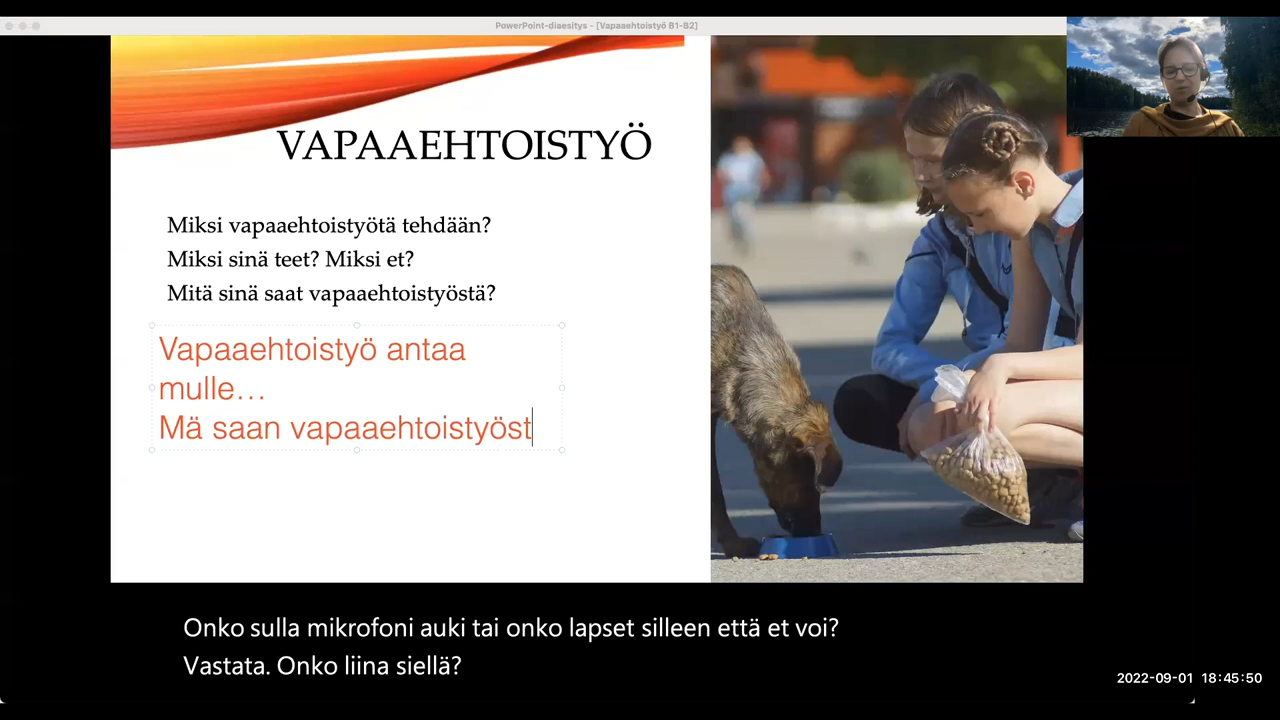 PowerPoint-diaesitys - [Vapaaehtoistyö B1-B2]
VAPAAEHTOISTYÖ
Miksi vapaaehtoistyötä tehdään?
Miksi sinä teet? Miksi et?
Mitä sinä saat vapaaehtoistyöstä?
Vapaaehtoistyö antaa
mulle…
Mä saan vapaaehtoistyöst
Onko sulla mikrofoni auki tai onko lapset silleen että et voi?
Vastata. Onko liina siellä?
2022-09-01 18:45:50